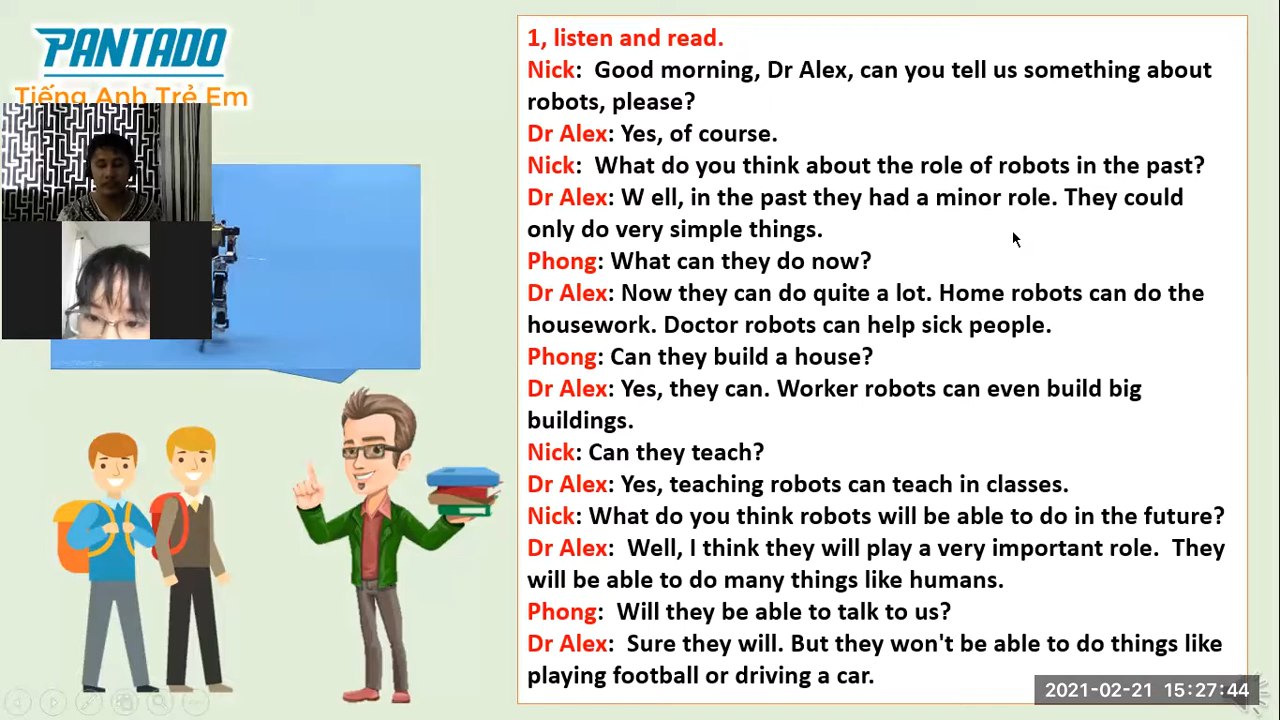 PANTADO
Tiếng Anh Trẻ Em
1, listen and read.
Nick: Good morning, Dr Alex, can you tell us something about
robots, please?
Dr Alex: Yes, of course.
Nick: What do you think about the role of robots in the past?
Dr Alex: W ell, in the past they had a minor role. They could
only do very simple things.
Phong: What can they do now?
Dr Alex: Now they can do quite a lot. Home robots can do the
housework. Doctor robots can help sick people.
Phong: Can they build a house?
Dr Alex: Yes, they can. Worker robots can even build big
buildings.
Nick: Can they teach?
Dr Alex: Yes, teaching robots can teach in classes.
Nick: What do you think robots will be able to do in the future?
Dr Alex: Well, I think they will play a very important role. They
will be able to do many things like humans.
Phong: Will they be able to talk to us?
Dr Alex: Sure they will. But they won't be able to do things like
playing football or driving a car.
2021-02-21 15:27:44